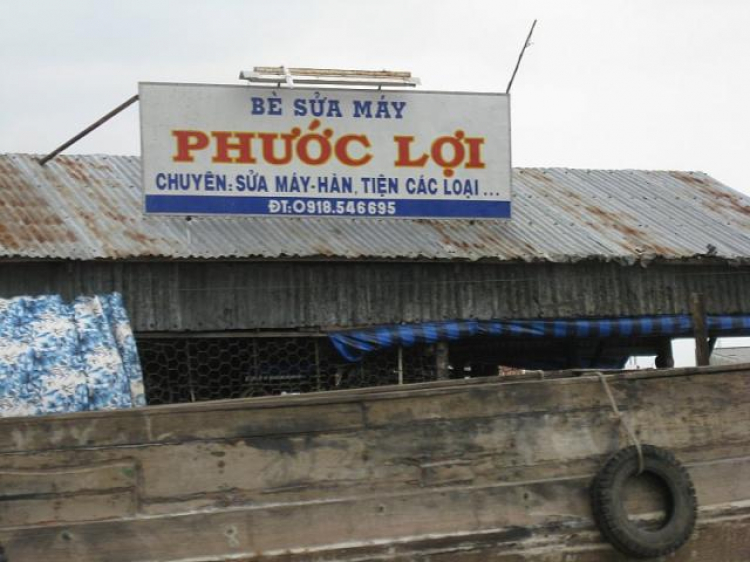 BÈ SỬA MÁY
PHƯỚC LỢI
CHUYÊN: SỬA MÁY-HÀN, TIỆN CÁC LOẠI...
ĐT: 0918.546695